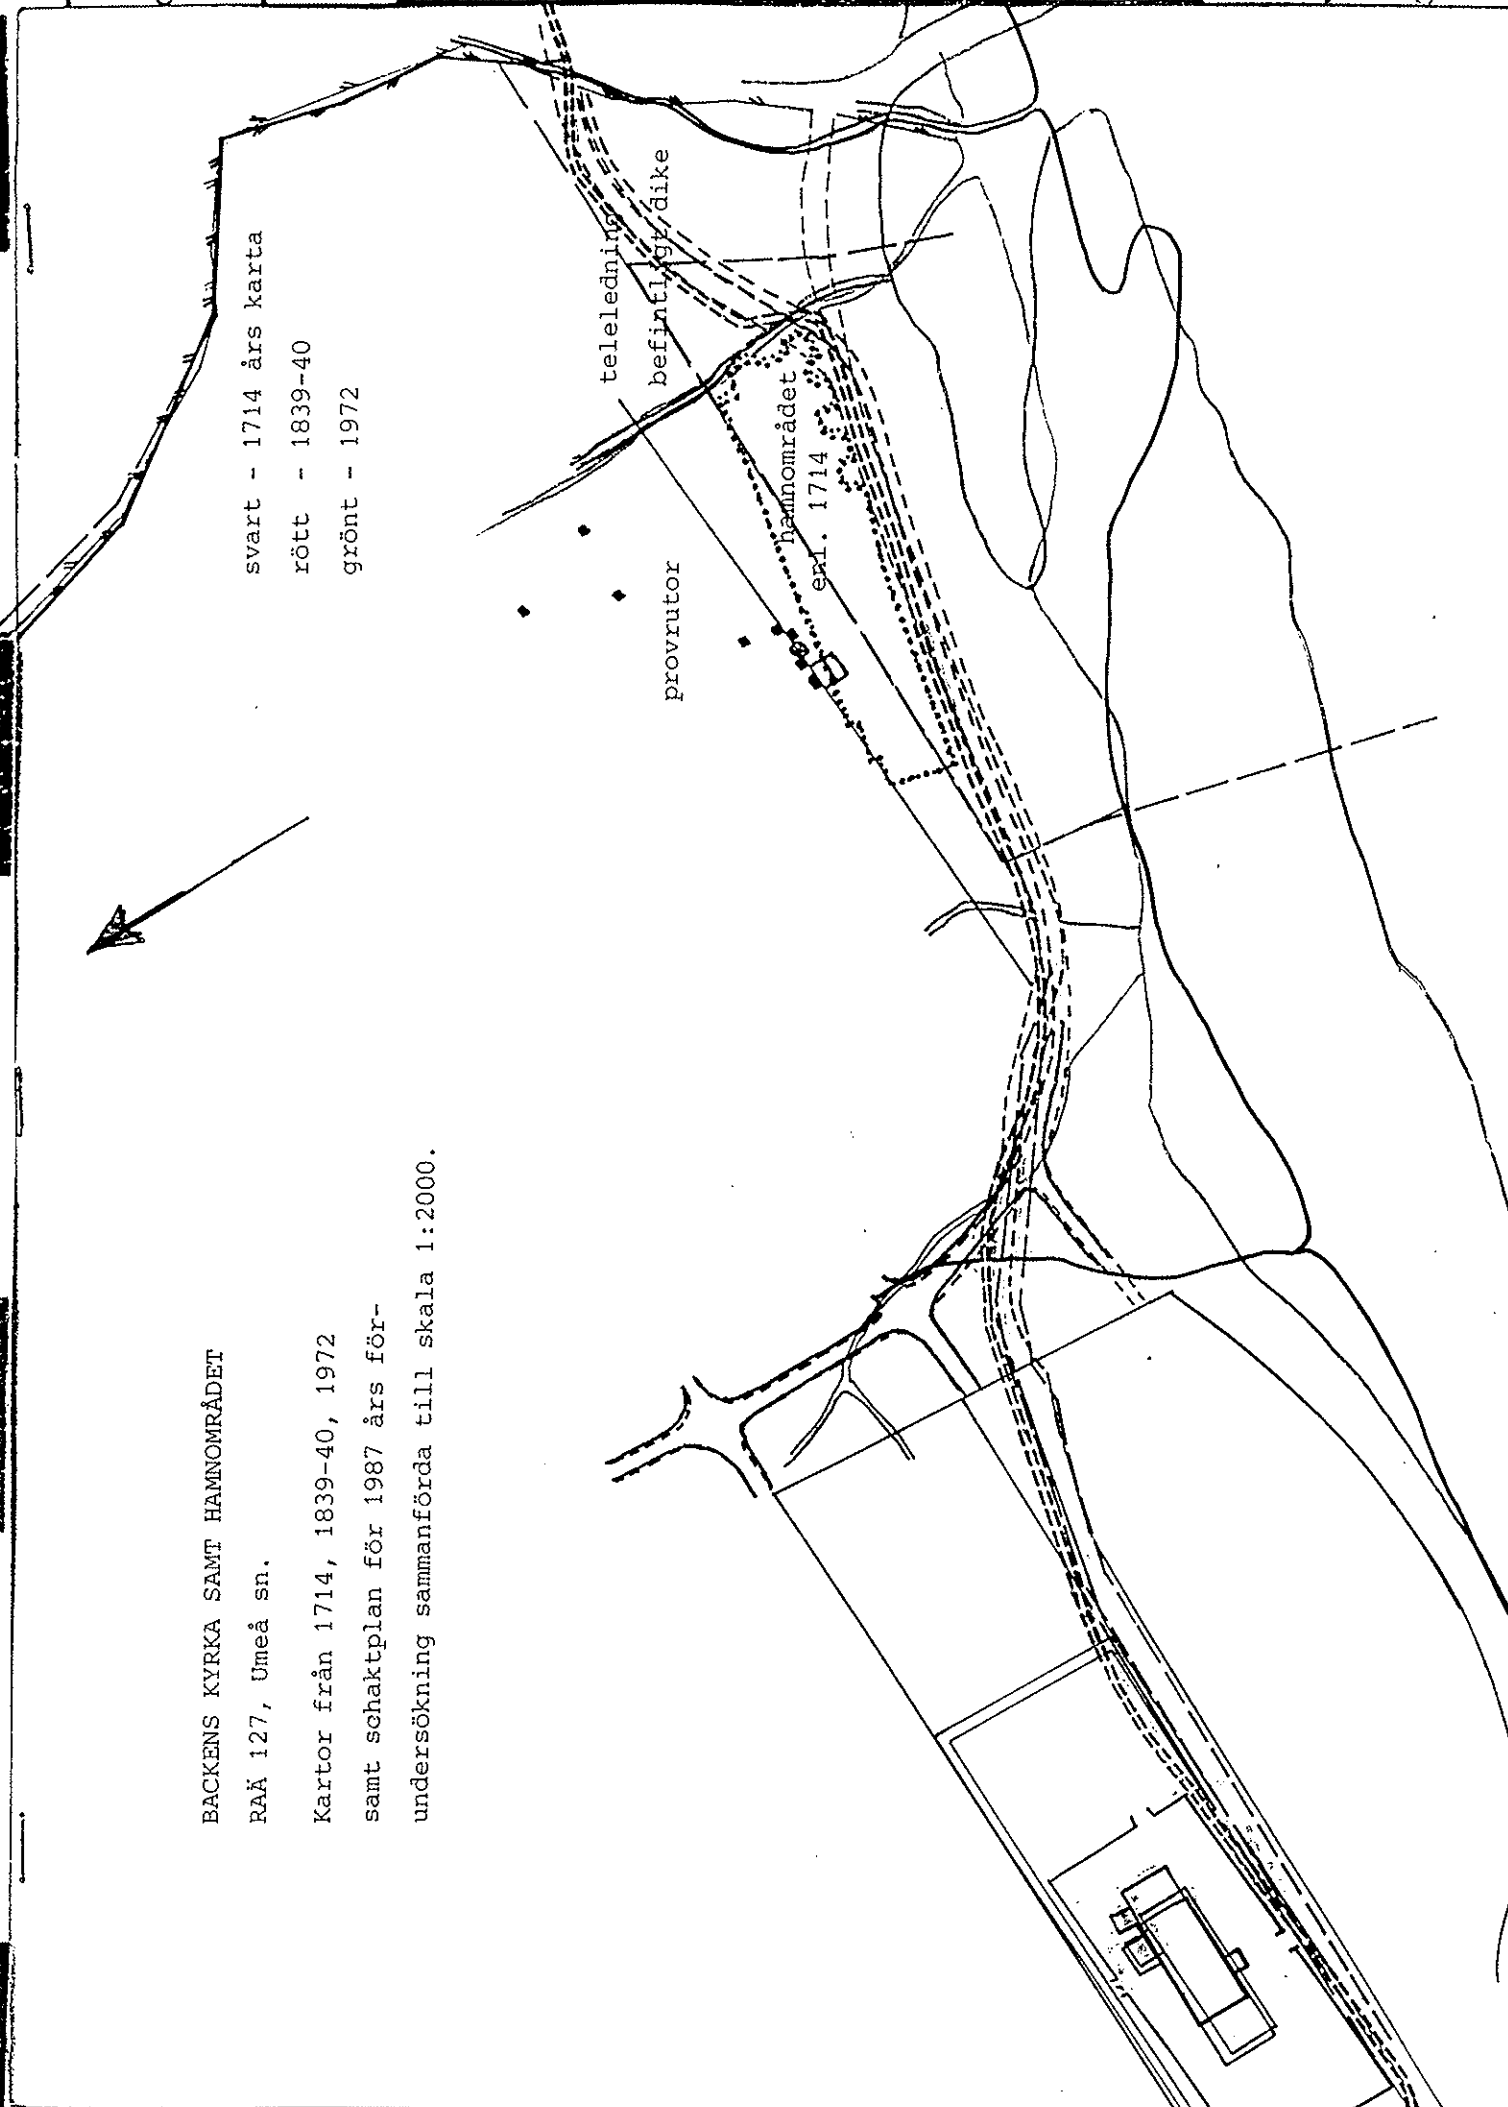 BACKENS KYRKA SAMT HAMNOMRÅDET
RAÄ 127, Umeå sn.
Kartor från 1714, 1839-40, 1972
samt schaktplan för 1987 års för-
undersökning sammanförda till skala 1:2000.
svart - 1714 års karta
rött - 1839-40
grönt - 1972
teleledning
befintligt dike
provrutor
hamnområdet
enl. 1714